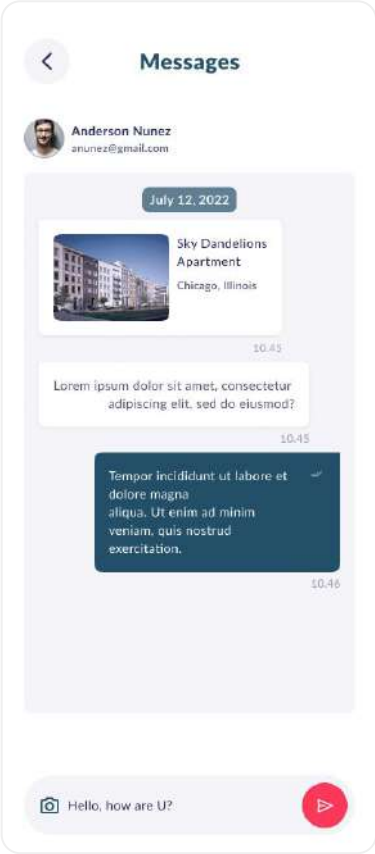 Messages
Anderson Nunez
anunez@gmail.com
July 12, 2022
Sky Dandelions
Apartment
Chicago, Illinois
10.45
Lorem ipsum dolor sit amet, consectetur
adipiscing elit, sed do eiusmod?
10.45
Tempor incididunt ut labore et
dolore magna
aliqua. Ut enim ad minim
veniam, quis nostrud
exercitation.
10.46
Hello, how are U?